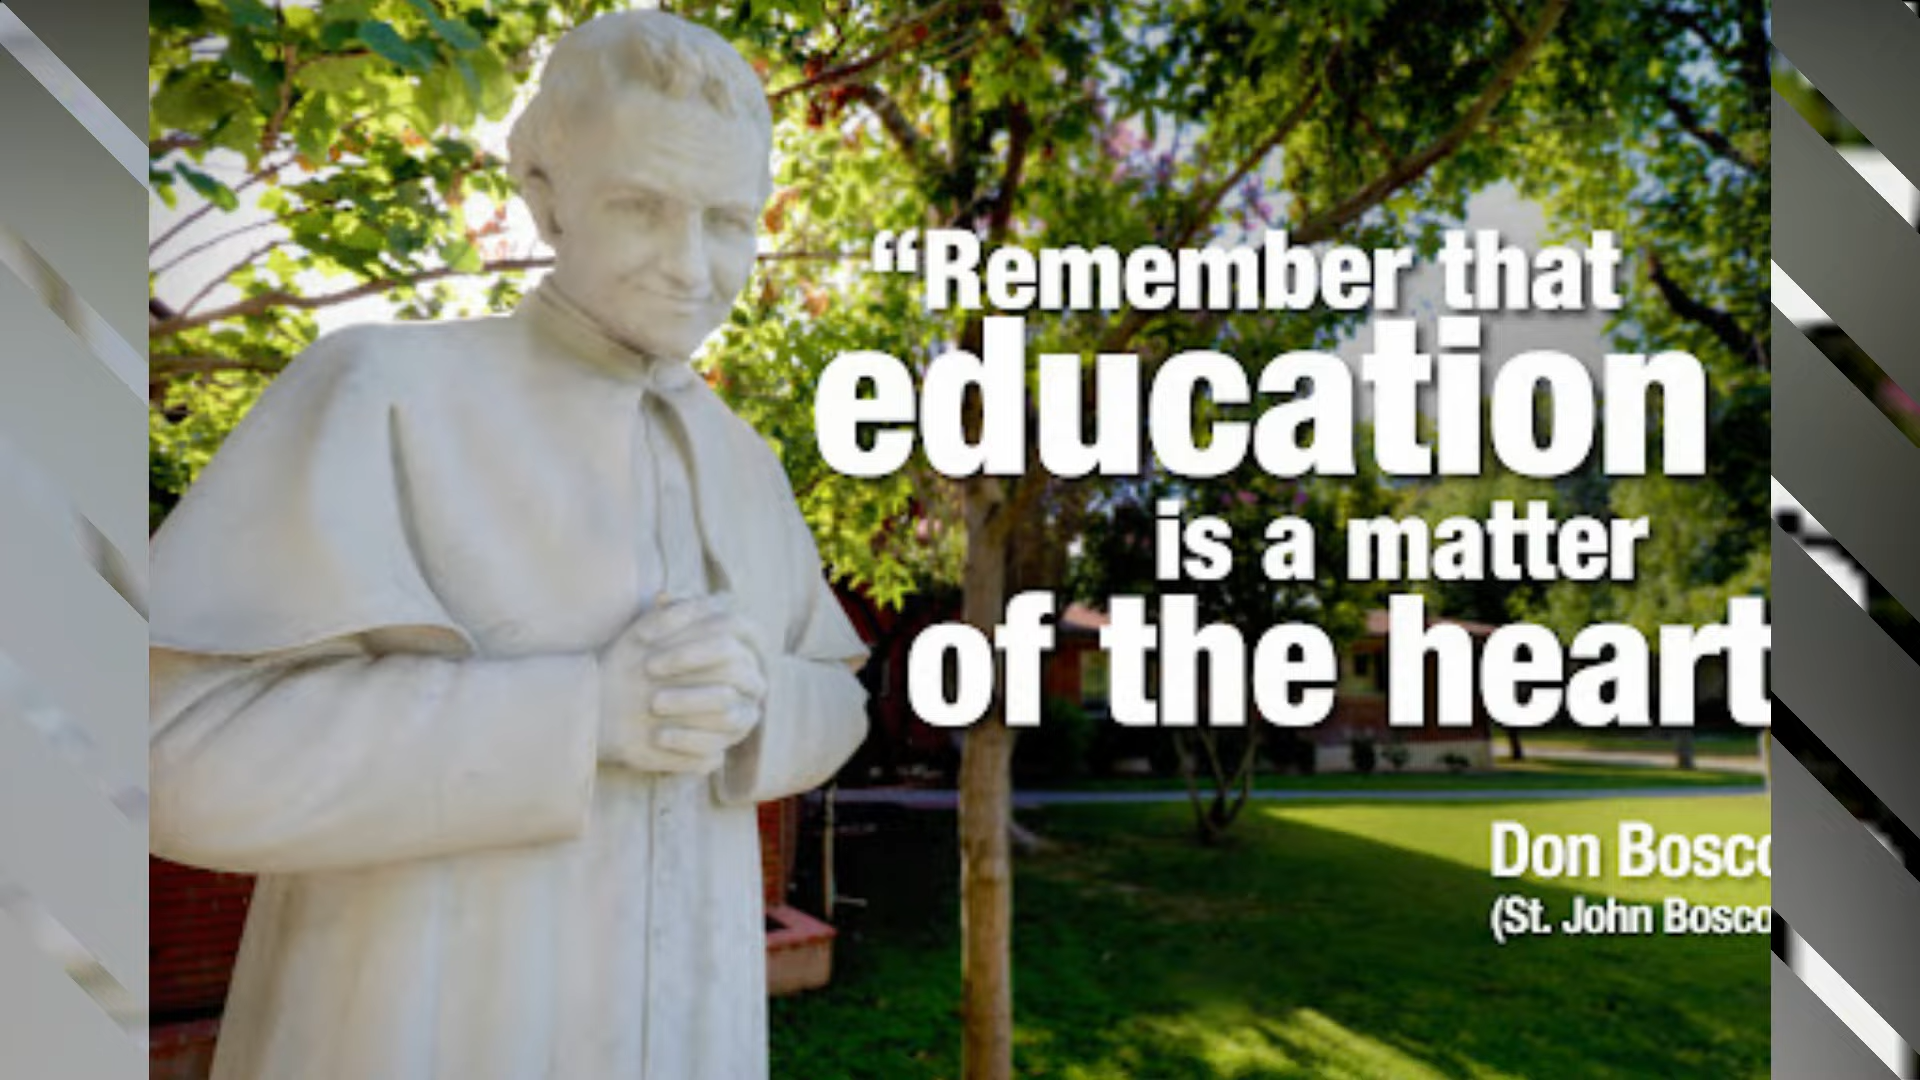 “Remember that
education
is a matter
of the heart
Don Bosco
(St. John Bosco